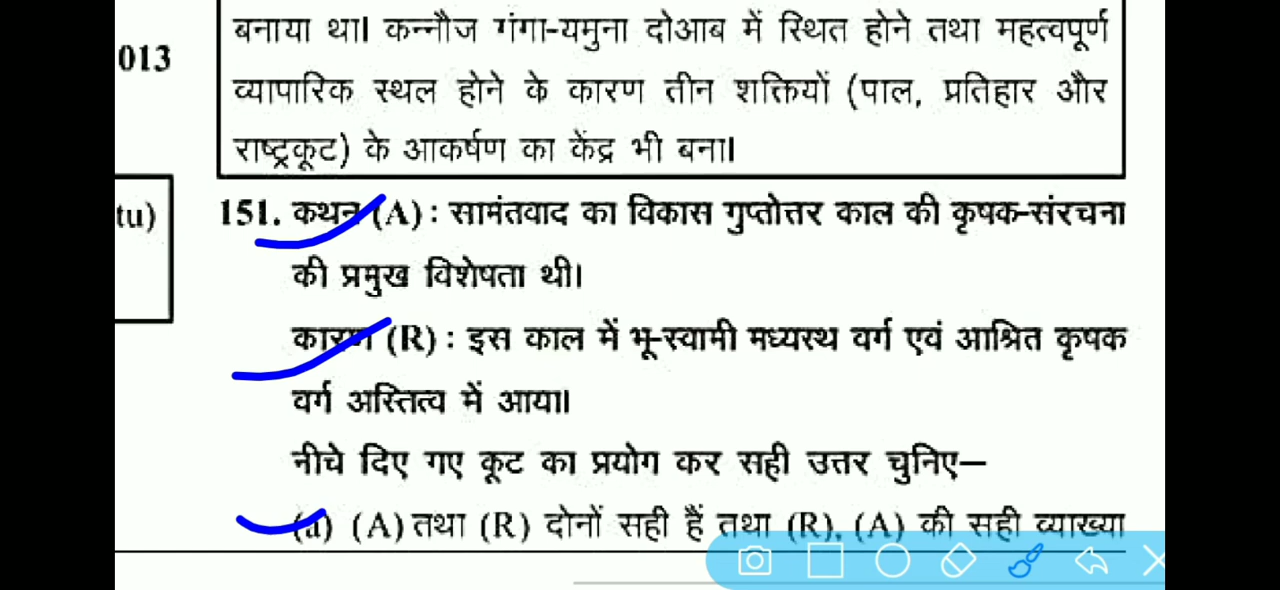 बनाया था। कन्नौज गंगा-यमुना दोआब में स्थित होने तथा महत्वपूर्ण
013
व्यापारिक स्थल होने के कारण तीन शक्तियों (पाल, प्रतिहार और
राष्ट्रकूट) के आकर्षण का केंद्र भी बना।
tu)
151. कथन (A) : सामंतवाद का विकास गुप्तोत्तर काल की कृषक-संरचना
की प्रमुख विशेषता थी।
कारण (R) : इस काल में भू-स्वामी मध्यस्थ वर्ग एवं आश्रित कृषक
वर्ग अस्तित्व में आया।
नीचे दिए गए कूट का प्रयोग कर सही उत्तर चुनिए–
(a) (A) तथा (R) दोनों सही हैं तथा (R), (A) की सही व्याख्या